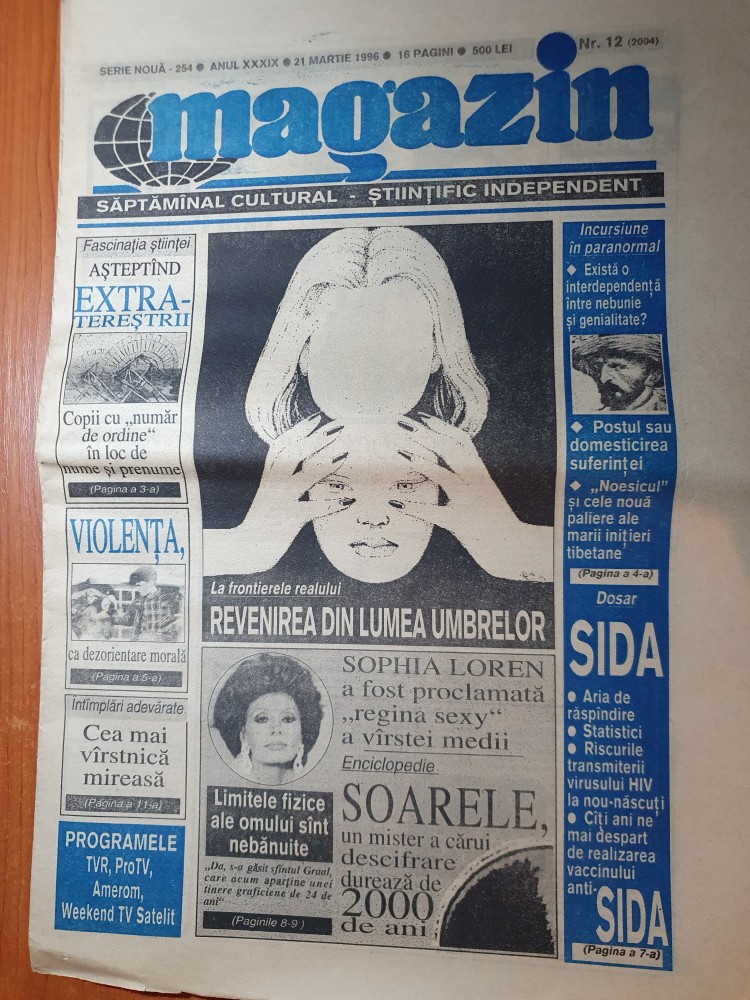 SERIE NOUĂ - 254 ● ANUL XXXIX ● 21 MARTIE 1996 ● 16 PAGINI ● 500 LEI
Nr. 12 (2004)
magazin
SĂPTĂMÎNAL CULTURAL - ŞTIINŢIFIC INDEPENDENT
Fascinaţia ştiinţei
AŞTEPTÎND
EXTRA-
TEREŞTRII
Copii cu „număr
de ordine“
în loc de
nume şi prenume
(Pagina a 3-a)
VIOLENŢA,
ca dezorientare morală
(Pagina a 5-a)
Întîmplări adevărate
Cea mai
vîrstnică
mireasă
(Pagina a 11-a)
PROGRAMELE
TVR, ProTV,
Amerom,
Weekend TV Satelit
La frontierele realului
REVENIREA DIN LUMEA UMBRELOR
SOPHIA LOREN
a fost proclamată
„regina sexy“
a vîrstei medii
Limitele fizice
ale omului sînt
nebănuite
„Da, s-a găsit sfîntul Graal,
care acum aparţine unei
tinere graficiene de 24 de
ani“
(Paginile 8-9)
Enciclopedie
SOARELE,
un mister a cărui
descifrare
durează de
2000
de ani
Incursiune
în paranormal
◆ Există o
interdependenţă
între nebunie
şi genialitate?
◆ Postul sau
domesticirea
suferinţei
◆ „Noesicul“
şi cele nouă
paliere ale
marii iniţieri
tibetane
(Pagina a 4-a)
Dosar
SIDA
● Aria de
răspîndire
● Statistici
● Riscurile
transmiterii
virusului HIV
la nou-născuţi
● Cîţi ani ne
mai despart
de realizarea
vaccinului
anti-
SIDA
(Pagina a 7-a)